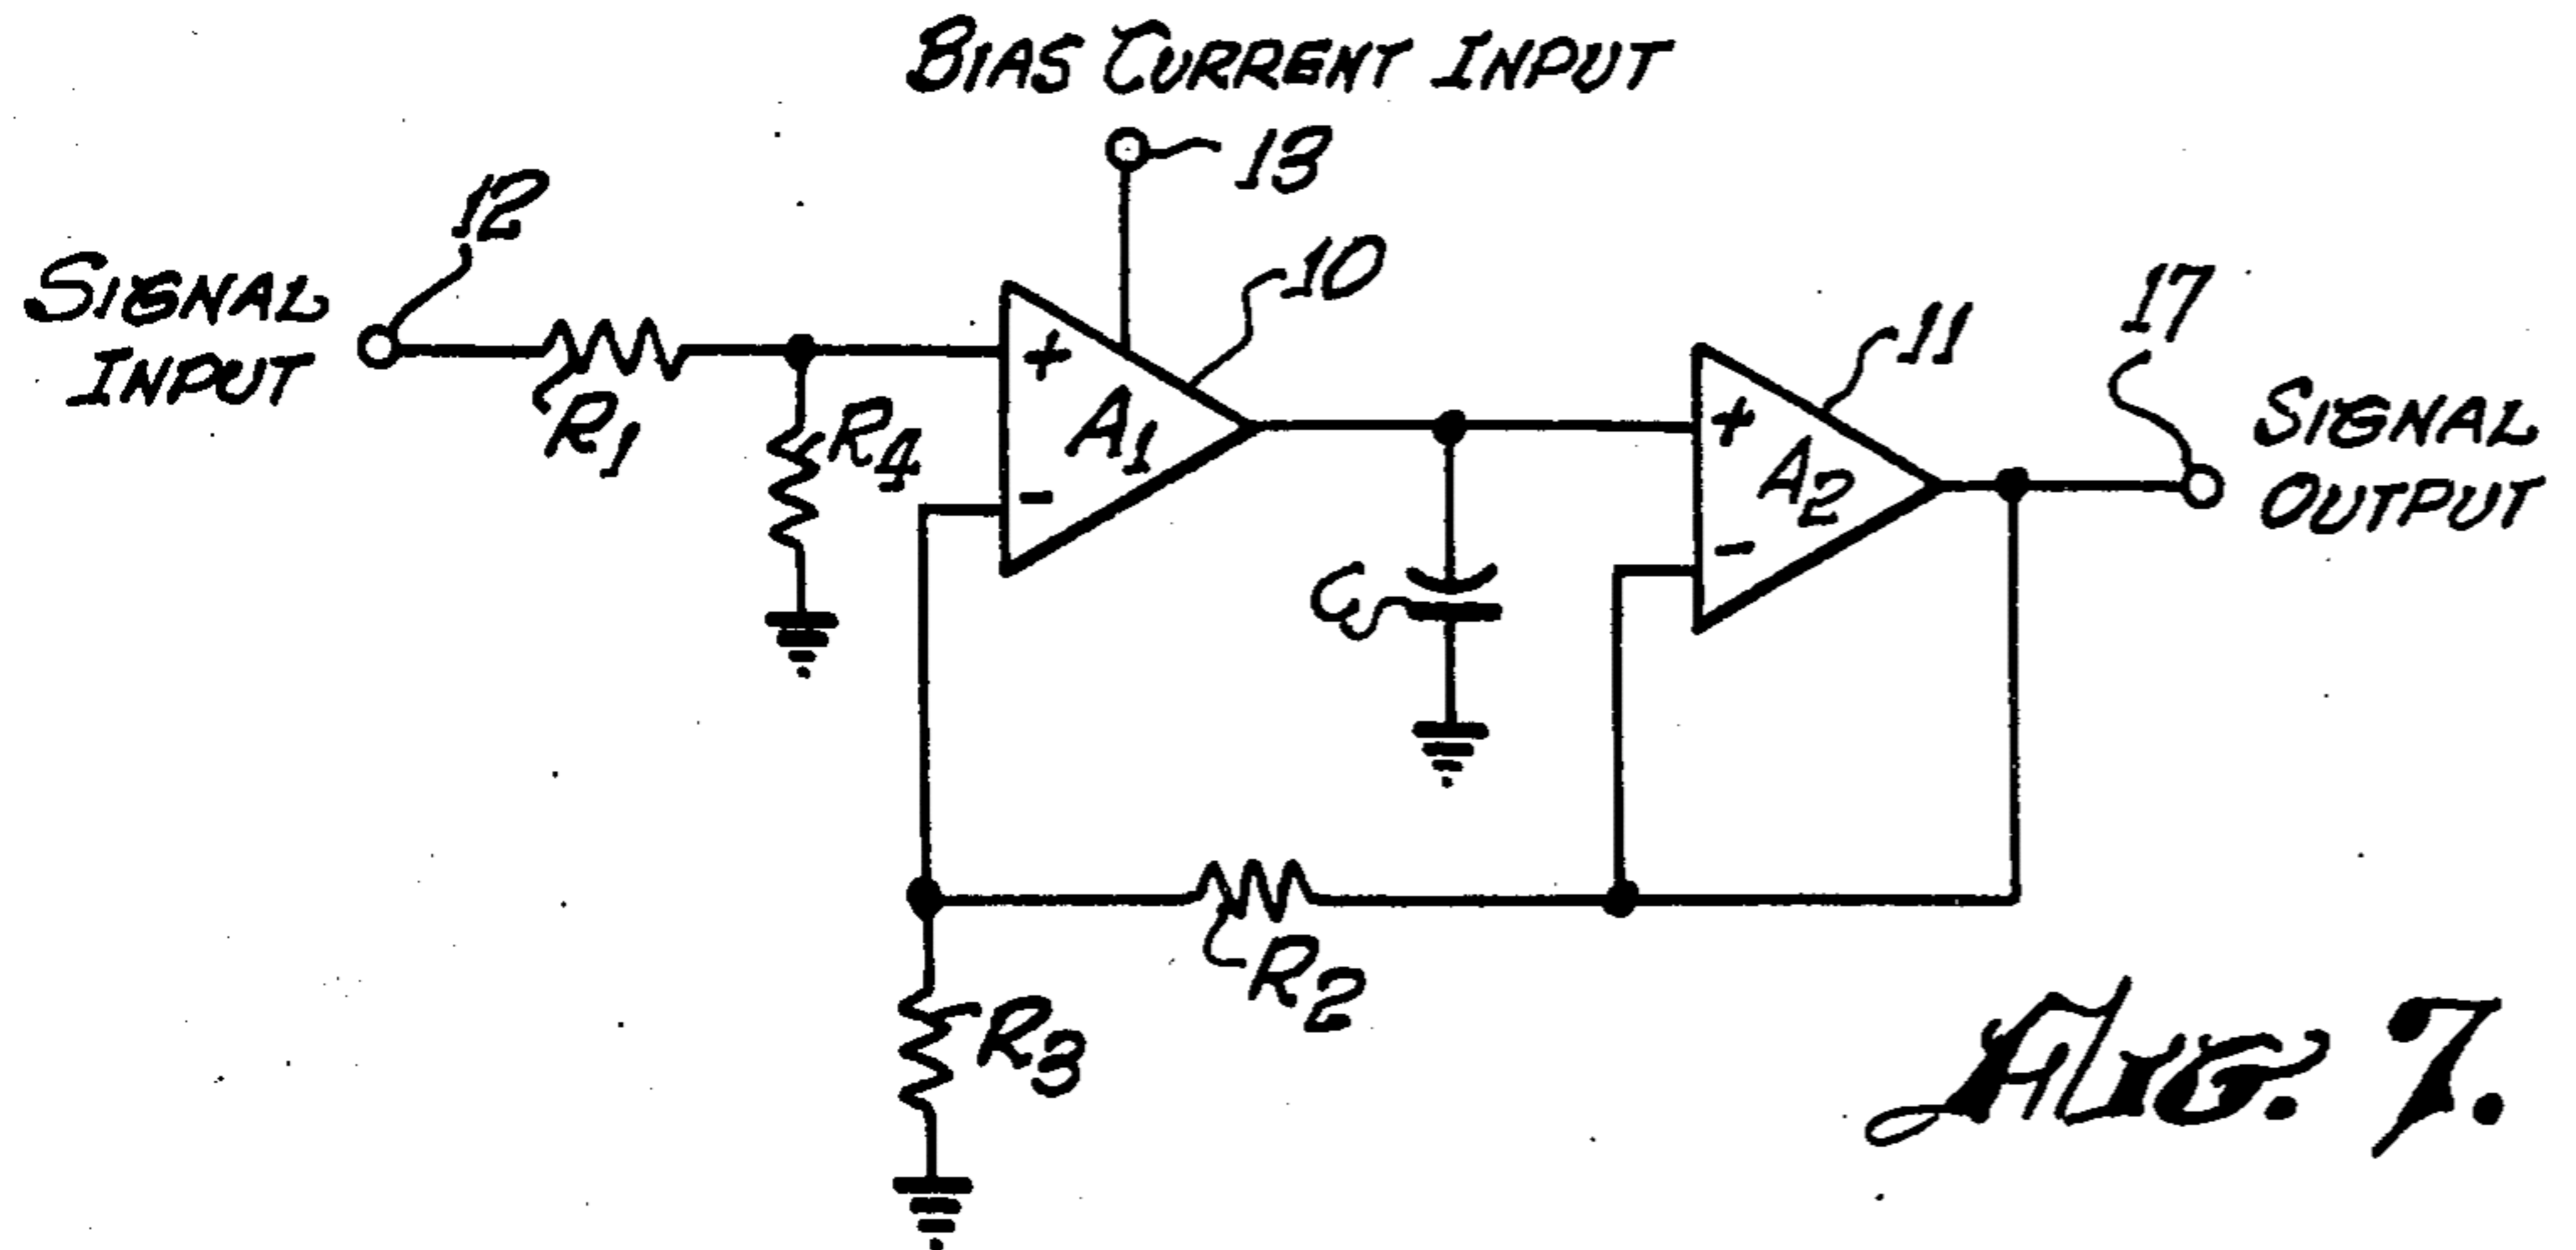 BIAS CURRENT INPUT
13
12
10
SIGNAL
INPUT
17
11
+
A1
-
R1
R4
+
A2
-
SIGNAL
OUTPUT
C
R2
R3
FIG. 7.